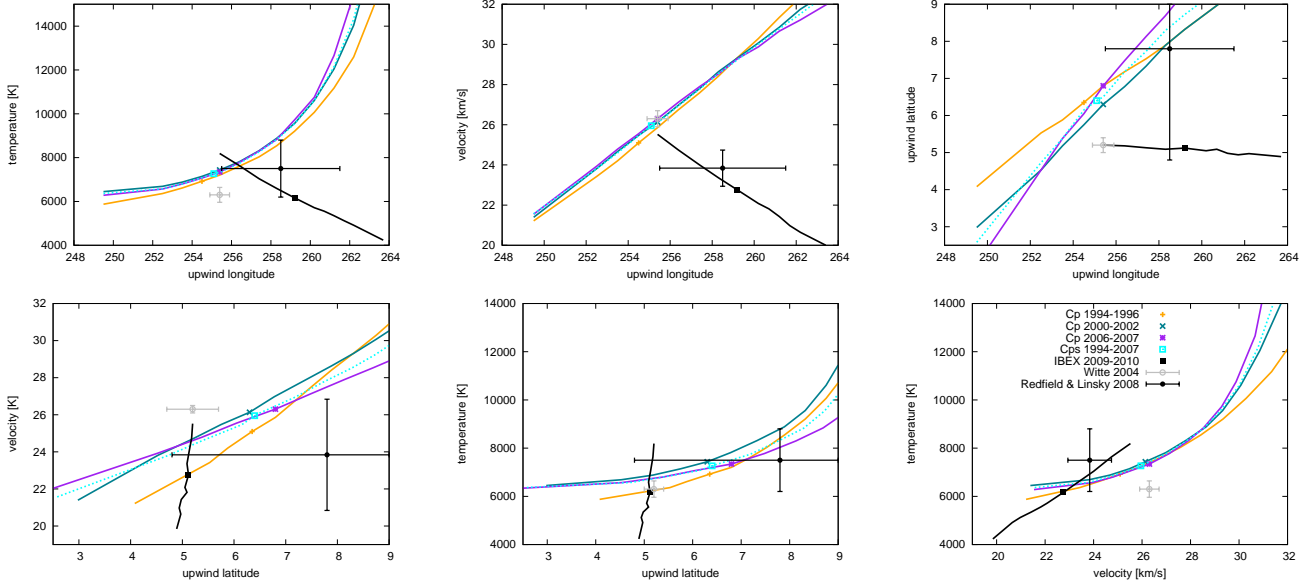 14000
12000
10000
8000
6000
4000
temperature [K]
248 250 252 254 256 258 260 262 264
upwind longitude
32
30
28
26
24
22
20
velocity [km/s]
248 250 252 254 256 258 260 262 264
upwind longitude
9
8
7
6
5
4
3
upwind latitude
248 250 252 254 256 258 260 262 264
upwind longitude
32
30
28
26
24
22
20
velocity [K]
3 4 5 6 7 8 9
upwind latitude
14000
12000
10000
8000
6000
4000
temperature [K]
3 4 5 6 7 8 9
upwind latitude
14000
12000
10000
8000
6000
4000
temperature [K]
Cp 1994-1996
Cp 2000-2002
Cp 2006-2007
Cps 1994-2007
IBEX 2009-2010
Witte 2004
Redfield & Linsky 2008
20 22 24 26 28 30 32
velocity [km/s]